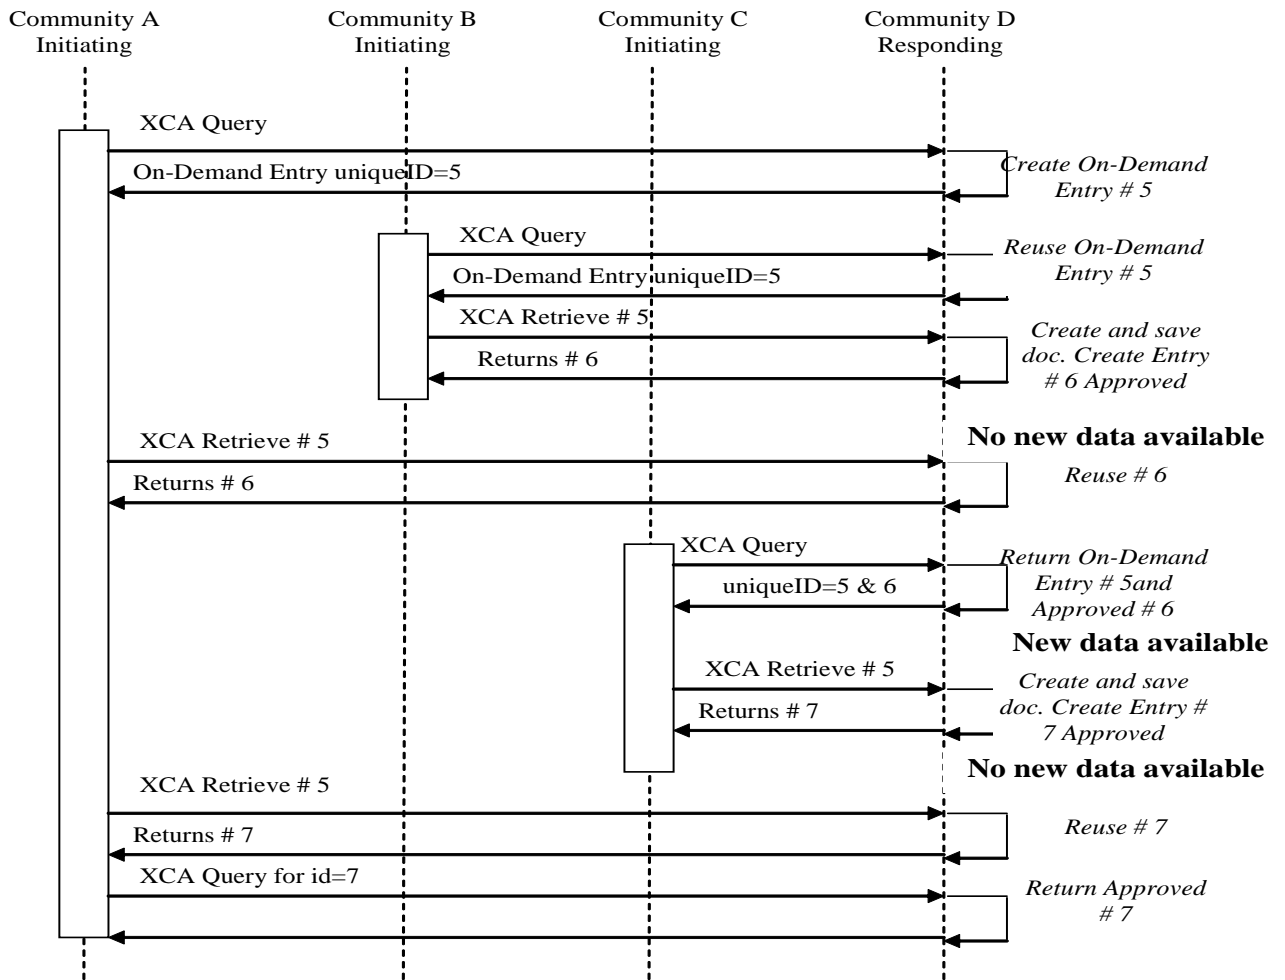 Community A
Initiating
Community B
Initiating
Community C
Initiating
Community D
Responding
XCA Query
On-Demand Entry uniqueID=5
Create On-Demand
Entry # 5
XCA Query
On-Demand Entry uniqueID=5
Reuse On-Demand
Entry # 5
XCA Retrieve # 5
Returns # 6
Create and save
doc. Create Entry
# 6 Approved
No new data available
XCA Retrieve # 5
Returns # 6
Reuse # 6
XCA Query
uniqueID=5 & 6
Return On-Demand
Entry # 5and
Approved # 6
New data available
XCA Retrieve # 5
Returns # 7
Create and save
doc. Create Entry #
7 Approved
No new data available
XCA Retrieve # 5
Returns # 7
Reuse # 7
XCA Query for id=7
Return Approved
# 7